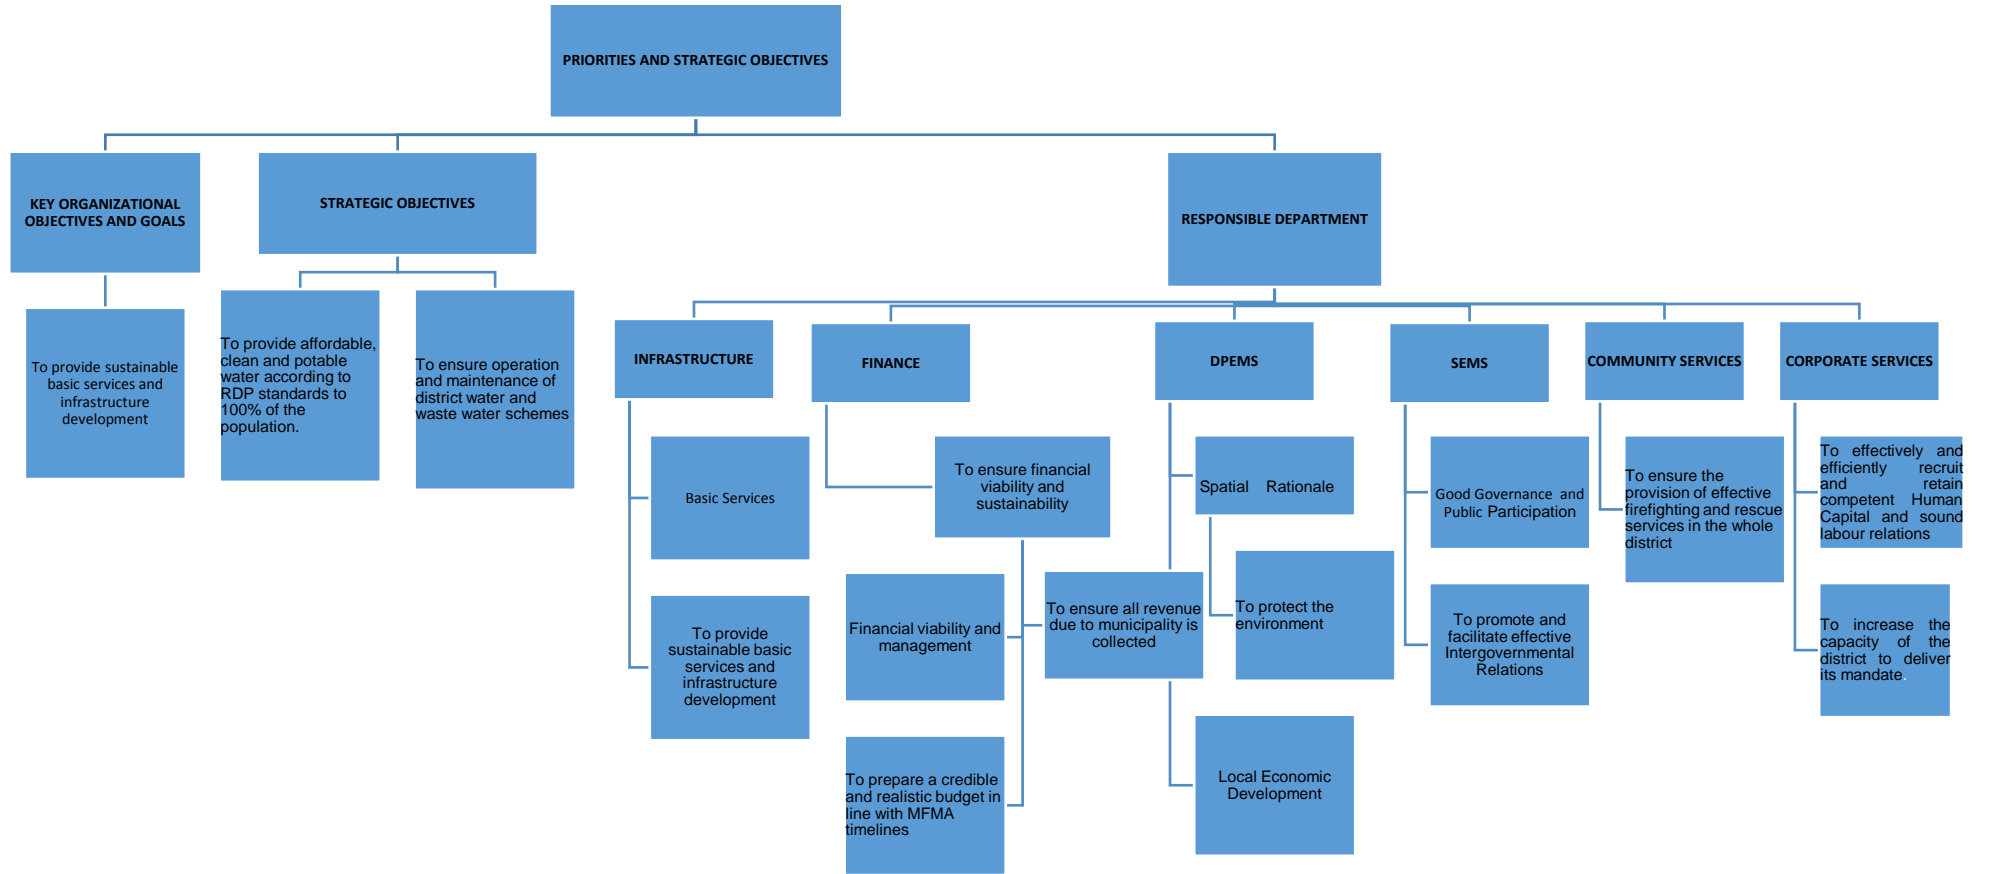 PRIORITIES AND STRATEGIC OBJECTIVES
KEY ORGANIZATIONAL
OBJECTIVES AND GOALS
STRATEGIC OBJECTIVES
RESPONSIBLE DEPARTMENT
To provide sustainable
basic services and
infrastructure
development
To provide affordable,
clean and potable
water according to
RDP standards to
100% of the
population.
To ensure operation
and maintenance of
district water and
waste water schemes
INFRASTRUCTURE
FINANCE
DPEMS
SEMS
COMMUNITY SERVICES
CORPORATE SERVICES
Basic Services
To provide
sustainable basic
services and
infrastructure
development
To ensure financial
viability and
sustainability
Financial viability and
management
To ensure all revenue
due to municipality is
collected
To prepare a credible
and realistic budget in
line with MFMA
timelines
Spatial Rationale
To protect the
environment
Local Economic
Development
Good Governance and
Public Participation
To promote and
facilitate effective
Intergovernmental
Relations
To ensure the
provision of effective
firefighting and rescue
services in the whole
district
To effectively and
efficiently recruit
and retain
competent Human
Capital and sound
labour relations
To increase the
capacity of the
district to deliver
its mandate.